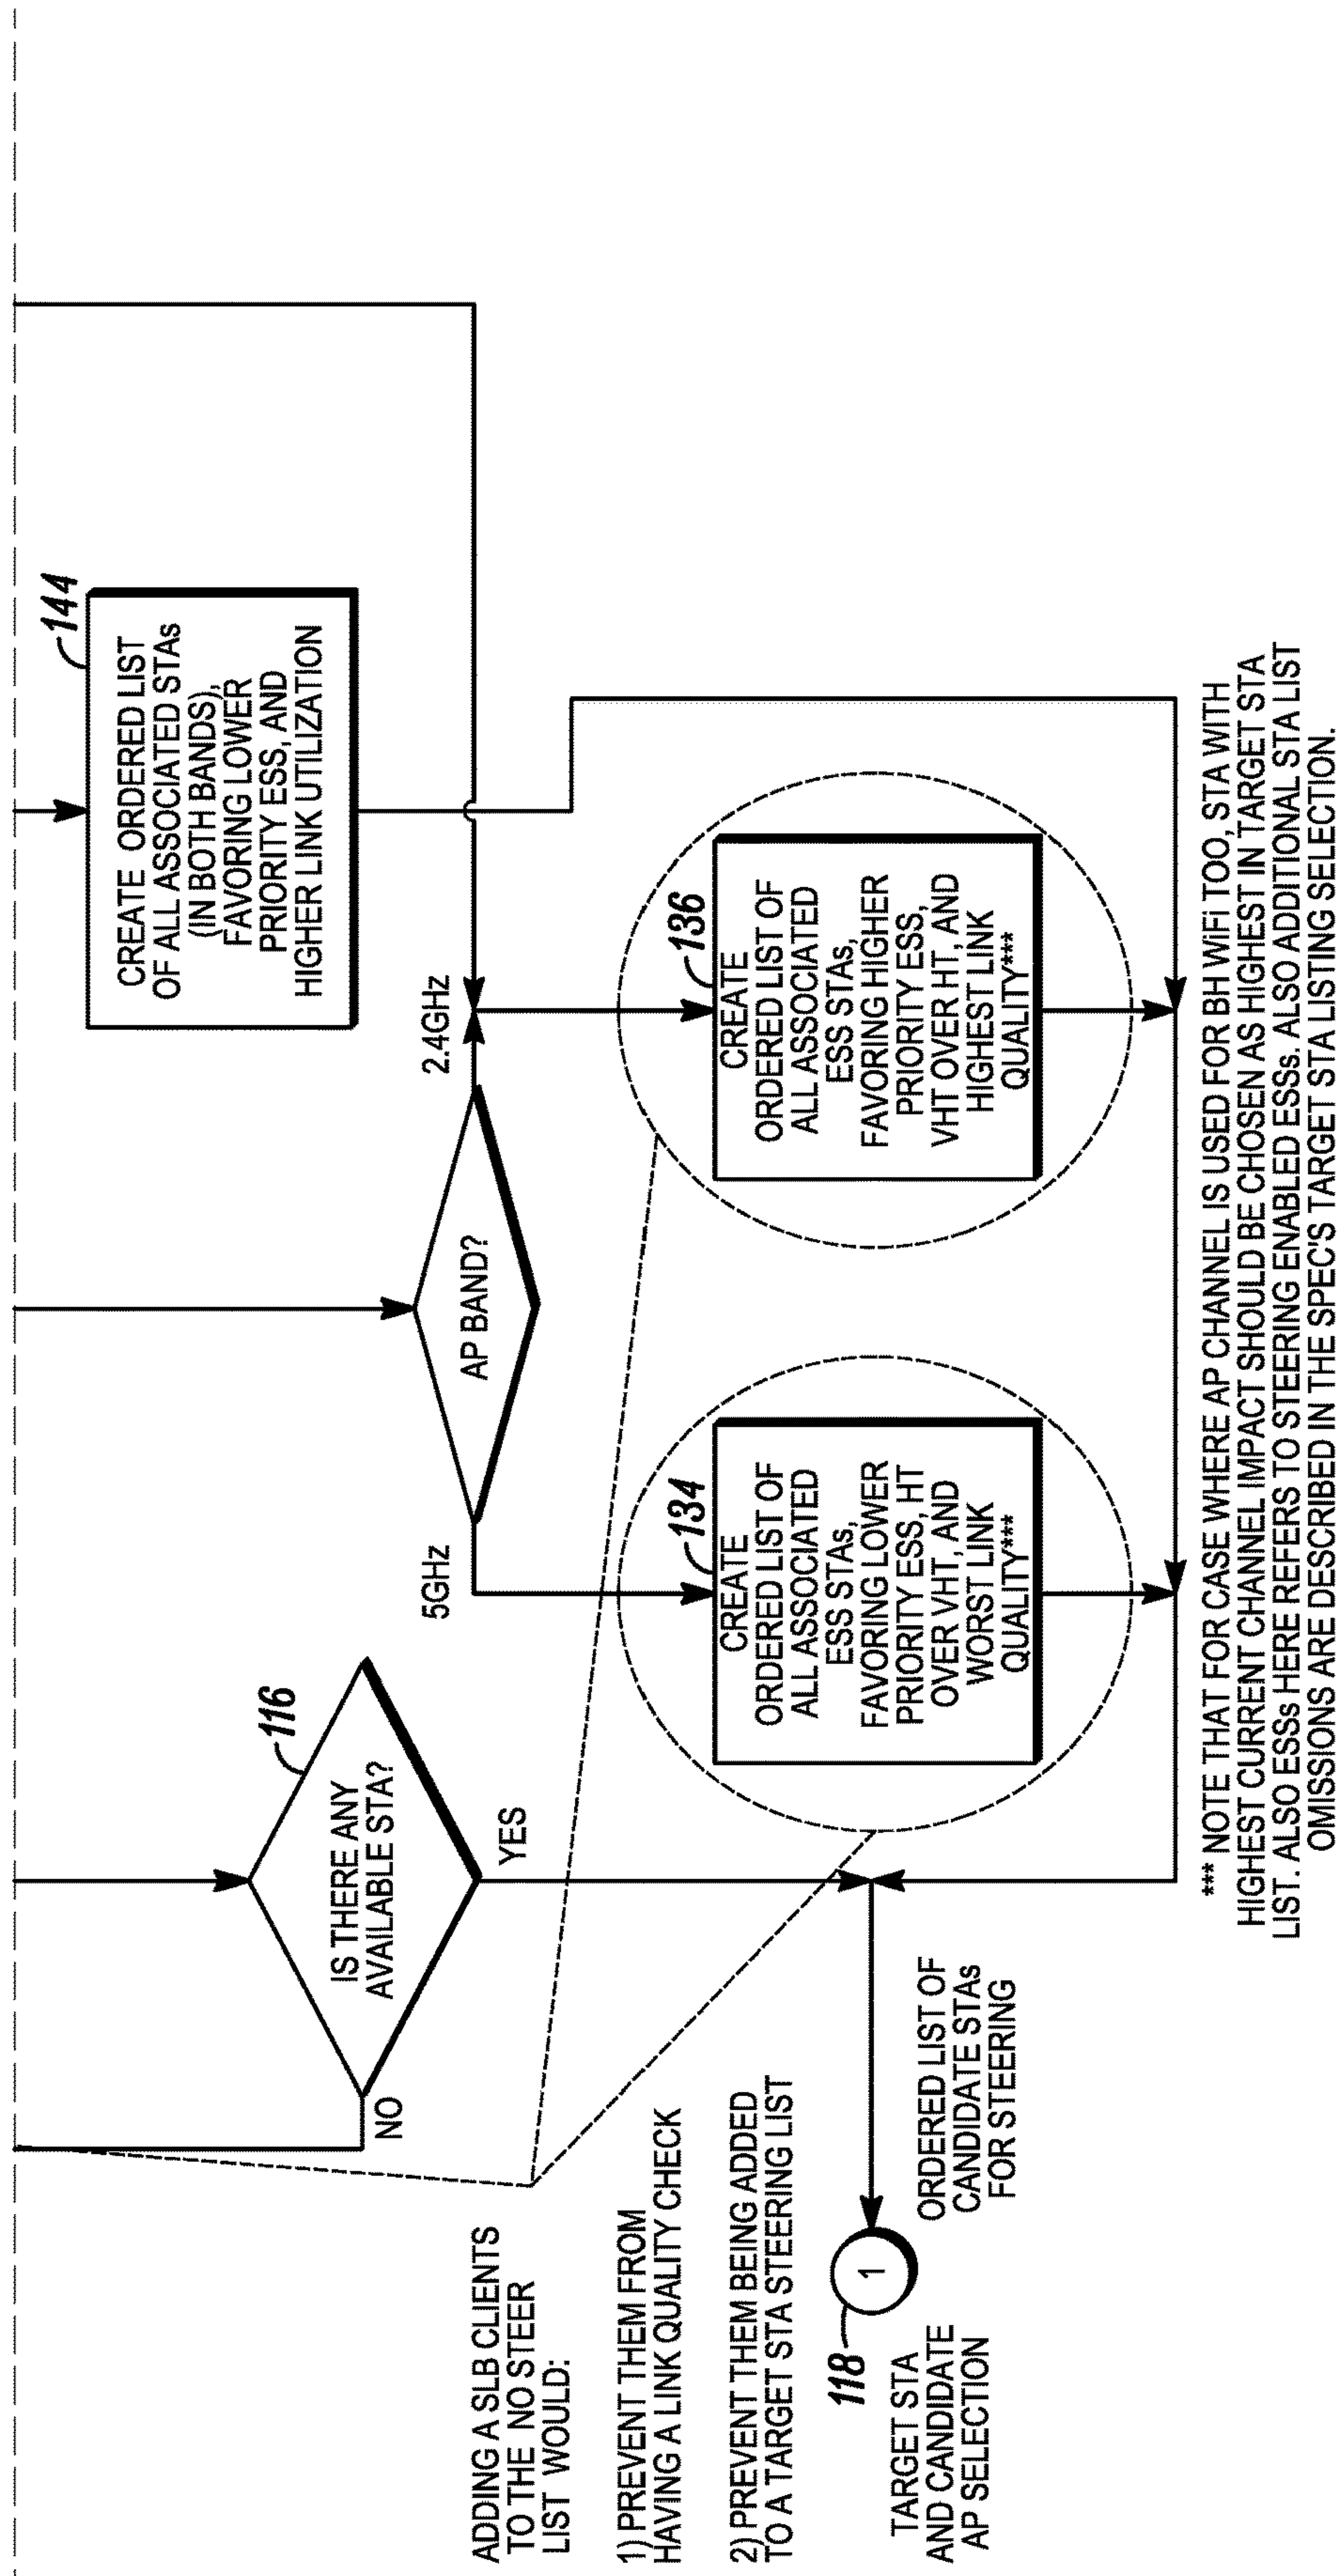 144
CREATE ORDERED LIST
OF ALL ASSOCIATED STAs
(IN BOTH BANDS),
FAVORING LOWER
PRIORITY ESS, AND
HIGHER LINK UTILIZATION
116
IS THERE ANY
AVAILABLE STA?
NO
YES
AP BAND?
5GHz
2.4GHz
134
CREATE
ORDERED LIST OF
ALL ASSOCIATED
ESS STAs,
FAVORING LOWER
PRIORITY ESS, HT
OVER VHT, AND
WORST LINK
QUALITY***
136
CREATE
ORDERED LIST OF
ALL ASSOCIATED
ESS STAs,
FAVORING HIGHER
PRIORITY ESS,
VHT OVER HT, AND
HIGHEST LINK
QUALITY***
ADDING A SLB CLIENTS
TO THE NO STEER
LIST WOULD:
1) PREVENT THEM FROM
HAVING A LINK QUALITY CHECK
2) PREVENT THEM BEING ADDED
TO A TARGET STA STEERING LIST
118
1
TARGET STA
AND CANDIDATE
AP SELECTION
ORDERED LIST OF
CANDIDATE STAs
FOR STEERING
*** NOTE THAT FOR CASE WHERE AP CHANNEL IS USED FOR BH WiFi TOO, STA WITH
HIGHEST CURRENT CHANNEL IMPACT SHOULD BE CHOSEN AS HIGHEST IN TARGET STA
LIST. ALSO ESSs HERE REFERS TO STEERING ENABLED ESSs. ALSO ADDITIONAL STA LIST
OMISSIONS ARE DESCRIBED IN THE SPEC'S TARGET STA LISTING SELECTION.